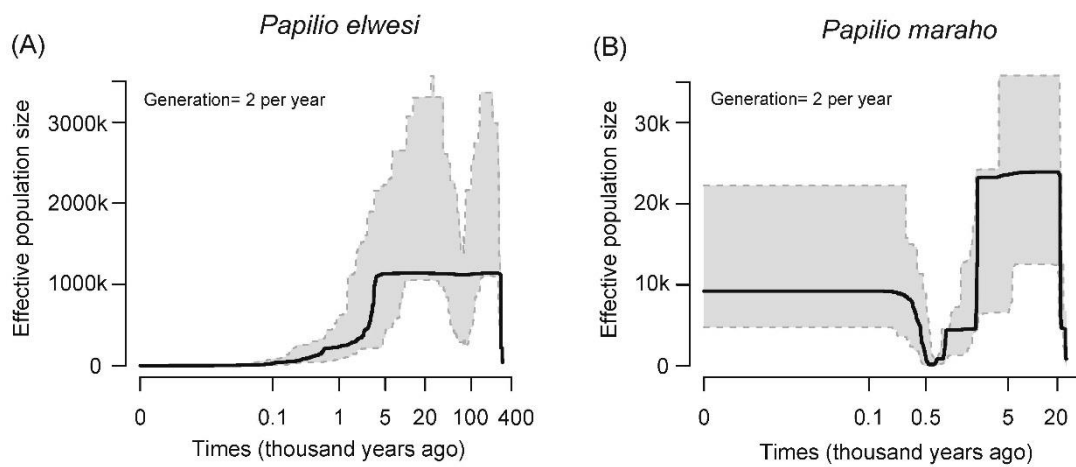 (A)
Papilio elwesi
Generation= 2 per year
Effective population size
3000k
2000k
1000k
0
0 0.1 1 5 20 100 400
Times (thousand years ago)
(B)
Papilio maraho
Generation= 2 per year
Effective population size
30k
20k
10k
0
0 0.1 0.5 5 20
Times (thousand years ago)